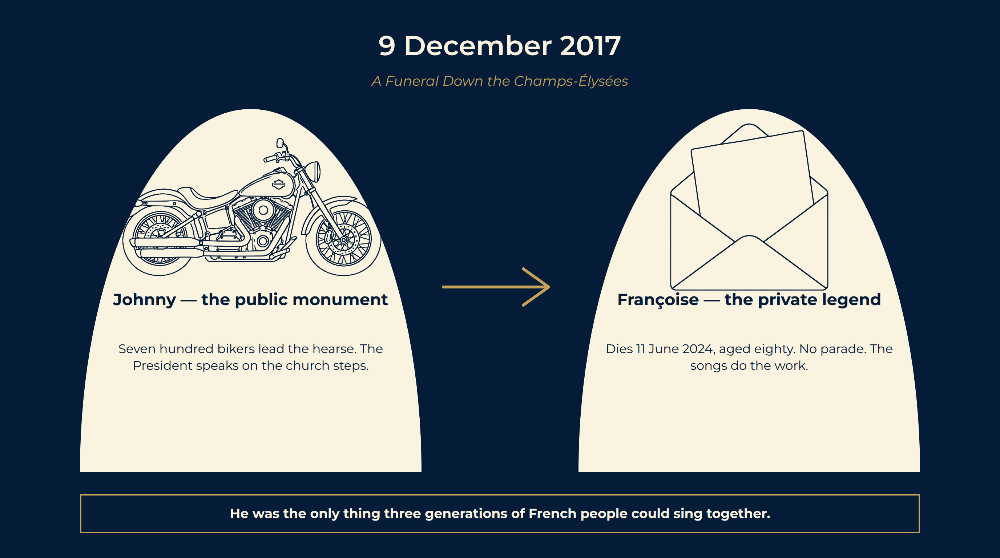 9 December 2017
A Funeral Down the Champs-Élysées
Johnny — the public monument
Seven hundred bikers lead the hearse. The
President speaks on the church steps.
Françoise — the private legend
Dies 11 June 2024, aged eighty. No parade. The
songs do the work.
He was the only thing three generations of French people could sing together.